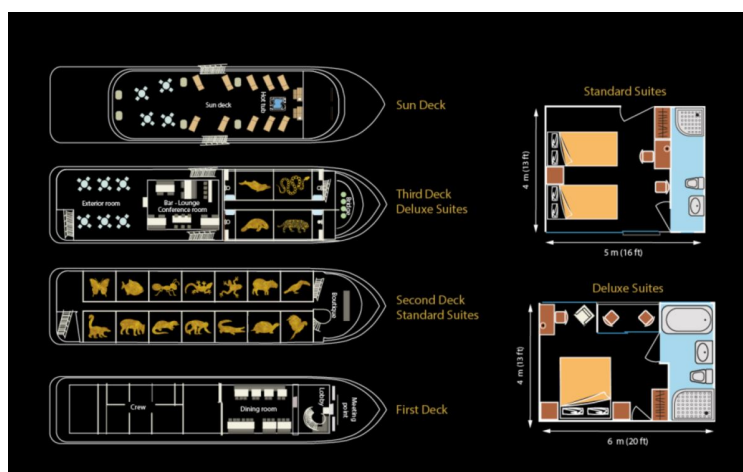 Sun deck
Hot tub
Sun Deck
Exterior room
Bar - Lounge
Conference room
Third Deck
Deluxe Suites
Boutique
Second Deck
Standard Suites
Crew
Dining room
Lobby
Meeting
point
First Deck
Standard Suites
4 m (13 ft)
5 m (16 ft)
Deluxe Suites
4 m (13 ft)
6 m (20 ft)